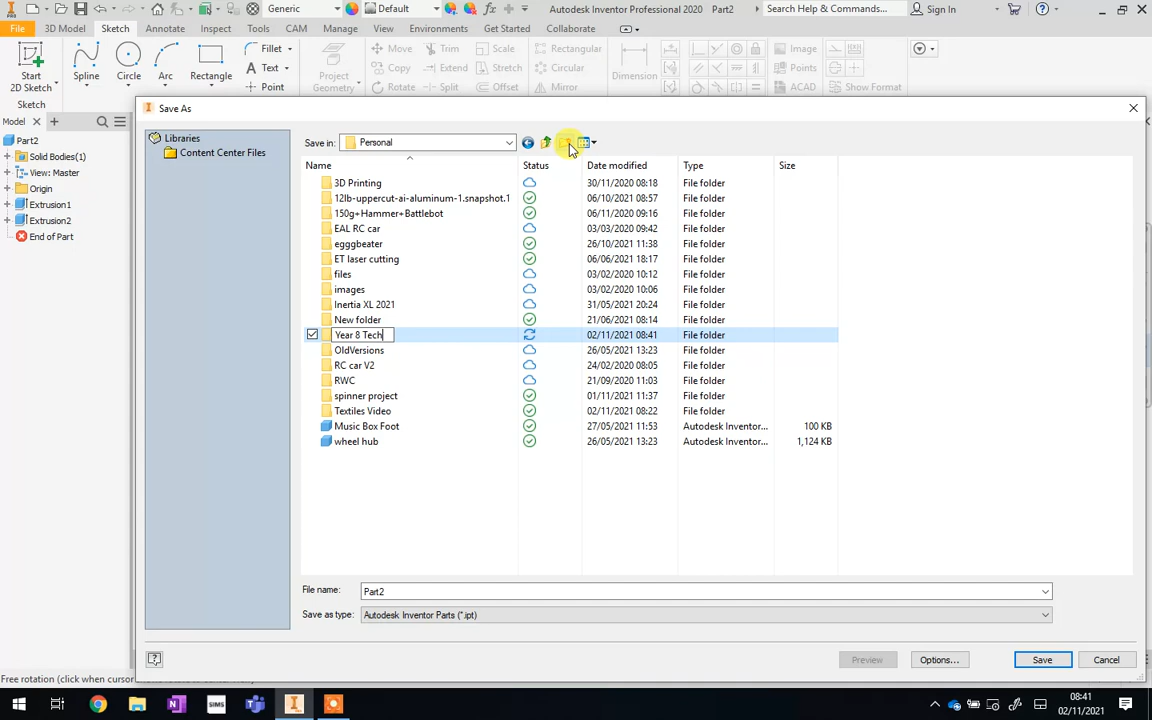 Generic
Default
Autodesk Inventor Professional 2020 Part2
Search Help & Commands...
Sign In
File 3D Model Sketch Annotate Inspect Tools CAM Manage View Environments Get Started Collaborate
Start
2D Sketch
Spline
Circle
Arc
Rectangle
Fillet
Text
Point
Project
Geometry
Move
Copy
Rotate
Trim
Extend
Split
Scale
Stretch
Offset
Rectangular
Circular
Mirror
Dimension
Image
Points
ACAD
Show Format
Sketch
Model
Part2
Solid Bodies(1)
View: Master
Origin
Extrusion1
Extrusion2
End of Part
Save As
Libraries
Content Center Files
Save in: Personal
Name Status Date modified Type Size
3D Printing 30/11/2020 08:18 File folder
12lb-uppercut-ai-aluminum-1.snapshot.1 06/10/2021 08:57 File folder
150g+Hammer+Battlebot 06/11/2020 09:16 File folder
EAL RC car 03/03/2020 09:42 File folder
egggbeater 26/10/2021 11:38 File folder
ET laser cutting 06/06/2021 18:17 File folder
files 03/02/2020 10:12 File folder
images 03/02/2020 10:06 File folder
Inertia XL 2021 31/05/2021 20:24 File folder
New folder 21/06/2021 08:14 File folder
Year 8 Tech 02/11/2021 08:41 File folder
OldVersions 26/05/2021 13:23 File folder
RC car V2 24/02/2020 08:05 File folder
RWC 21/09/2020 11:03 File folder
spinner project 01/11/2021 11:37 File folder
Textiles Video 02/11/2021 08:22 File folder
Music Box Foot 27/05/2021 11:53 Autodesk Inventor... 100 KB
wheel hub 26/05/2021 13:23 Autodesk Inventor... 1,124 KB
File name: Part2
Save as type: Autodesk Inventor Parts (*.ipt)
Preview Options... Save Cancel
Free rotation (click when cursor
SIMS
08:41
02/11/2021